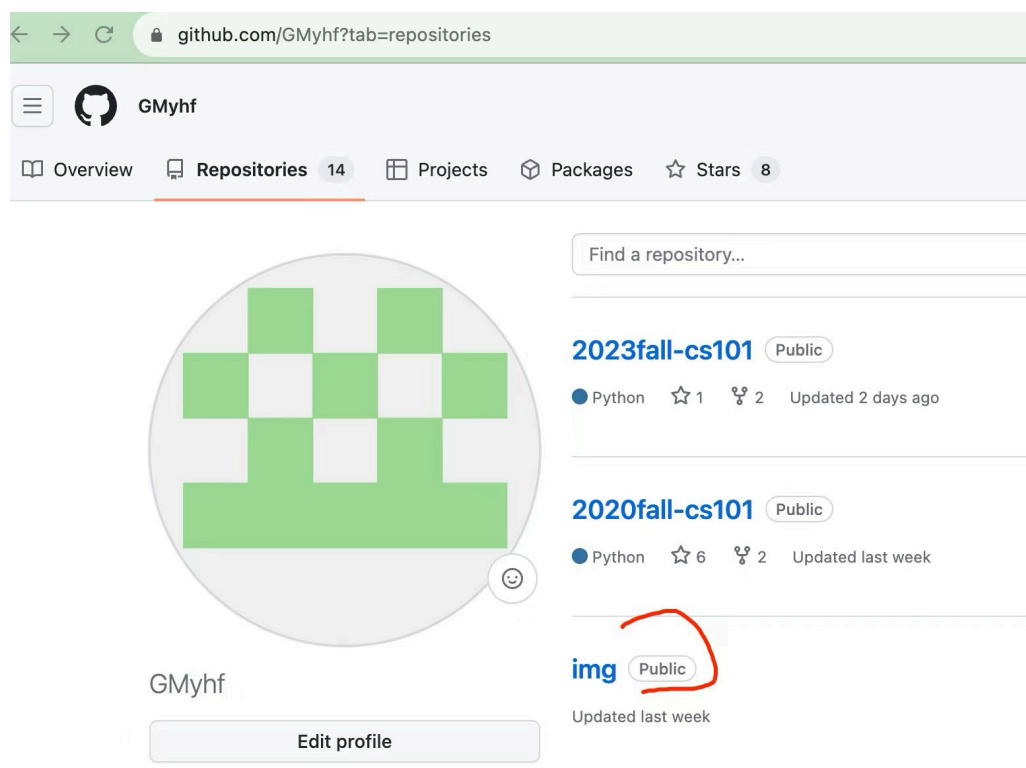 github.com/GMyhf?tab=repositories
GMyhf
Overview Repositories 14 Projects Packages Stars 8
Find a repository...
2023fall-cs101 Public
Python 1 2 Updated 2 days ago
2020fall-cs101 Public
Python 6 2 Updated last week
img Public
Updated last week
GMyhf
Edit profile